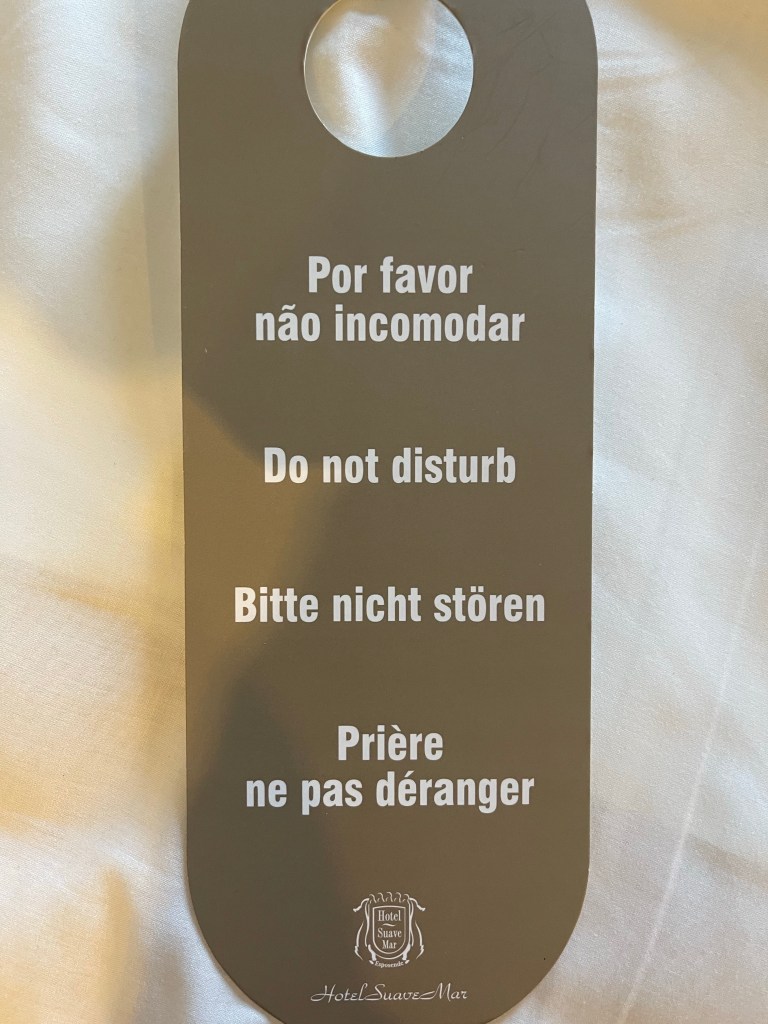 Por favor
não incomodar
Do not disturb
Bitte nicht stören
Prière
ne pas déranger
Hotel
Suave
Mar
Esposende
Hotel Suave Mar